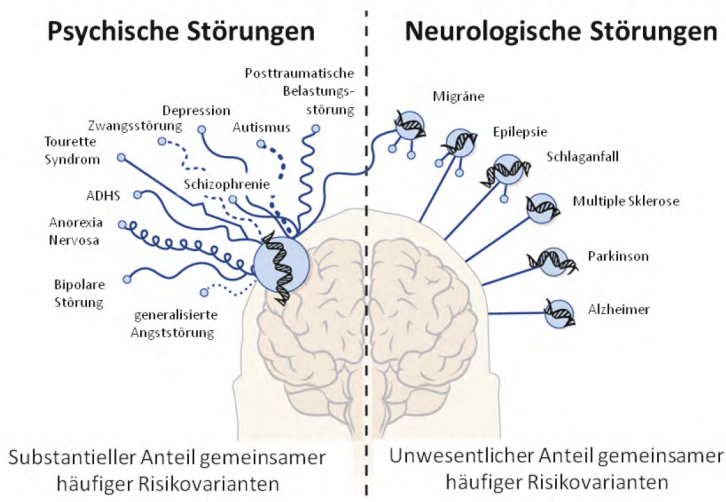 Psychische Störungen
Neurologische Störungen
Posttraumatische
Belastungs-
störung
Depression
Zwangsstörung
Autismus
Tourette
Syndrom
Schizophrenie
ADHS
Anorexia
Nervosa
Bipolare
Störung
generalisierte
Angststörung
Migräne
Epilepsie
Schlaganfall
Multiple Sklerose
Parkinson
Alzheimer
Substantieller Anteil gemeinsamer
häufiger Risikovarianten
Unwesentlicher Anteil gemeinsamer
häufiger Risikovarianten